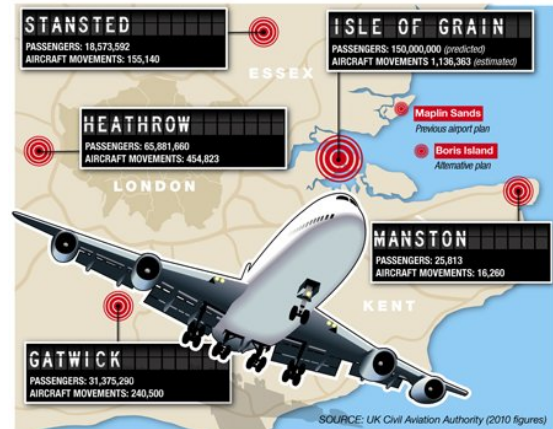 STANSTED
PASSENGERS: 18,573,592
AIRCRAFT MOVEMENTS: 155,140
ISLE OF GRAIN
PASSENGERS: 150,000,000 (predicted)
AIRCRAFT MOVEMENTS 1,136,363 (estimated)
ESSEX
HEATHROW
PASSENGERS: 65,881,660
AIRCRAFT MOVEMENTS: 454,823
Maplin Sands
Previous airport plan
Boris Island
Alternative plan
LONDON
MANSTON
PASSENGERS: 25,813
AIRCRAFT MOVEMENTS: 16,260
KENT
GATWICK
PASSENGERS: 31,375,290
AIRCRAFT MOVEMENTS: 240,500
SOURCE: UK Civil Aviation Authority (2010 figures)